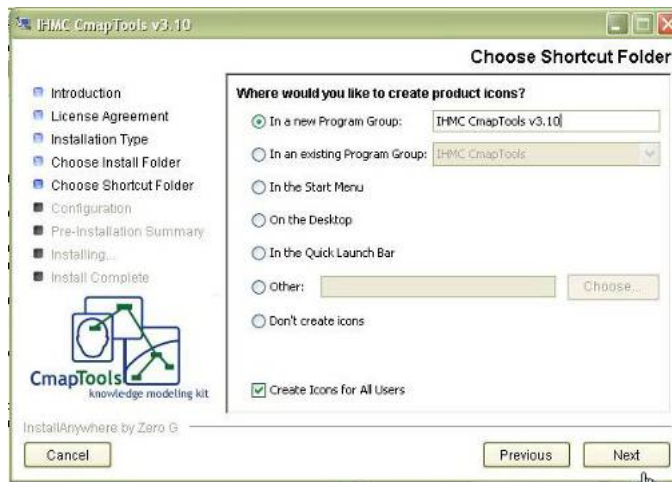 IHMC CmapTools v3.10
Choose Shortcut Folder
Introduction
License Agreement
Installation Type
Choose Install Folder
Choose Shortcut Folder
Configuration
Pre-Installation Summary
Installing...
Install Complete
CmapTools
knowledge modeling kit
Where would you like to create product icons?
In a new Program Group: IHMC CmapTools v3.10
In an existing Program Group: IHMC CmapTools
In the Start Menu
On the Desktop
In the Quick Launch Bar
Other: Choose...
Don't create icons
Create Icons for All Users
InstallAnywhere by Zero G
Cancel Previous Next